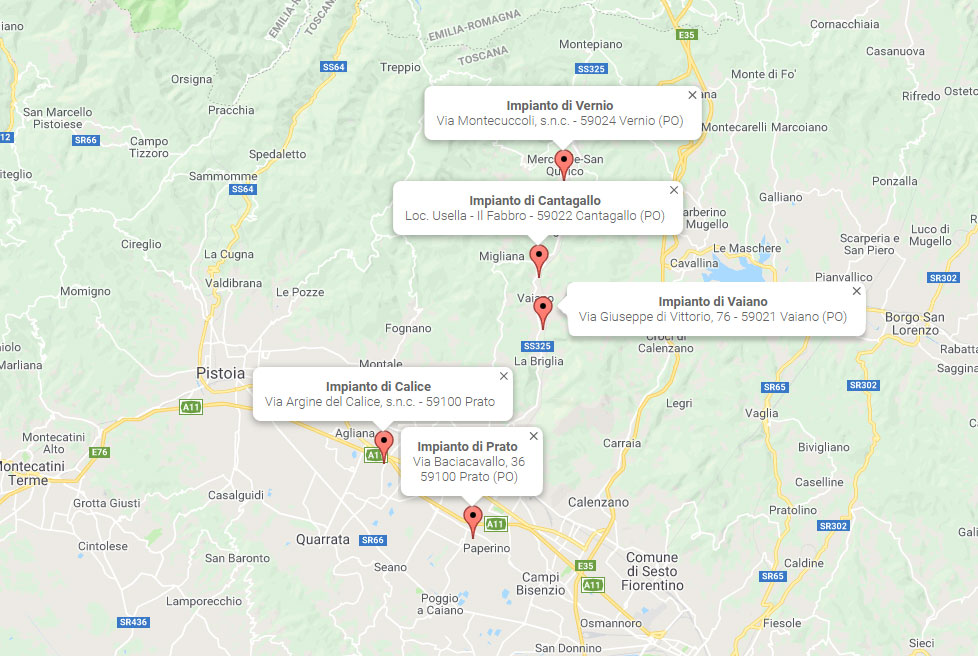 EMILIA-ROMAGNA
TOSCANA
Cornacchiaia
E35
Montepiano
Casanuova
SS64
Treppio
SS325
Monte di Fo'
Orsigna
Rifredo
Impianto di Vernio
Via Montecuccoli, s.n.c. - 59024 Vernio (PO)
San Marcello
Pistoiese
Pracchia
Montecarelli
Marcoiano
12
SR66
Campo
Tizzoro
Spedaletto
Sammomme
SS64
Ponzalla
Impianto di Cantagallo
Loc. Usella - Il Fabbro - 59022 Cantagallo (PO)
Galliano
Mugello
Luco di
Mugello
Cireglio
La Cugna
Migliana
Le Maschere
Cavallina
Scarperia e
San Piero
Momigno
Valdibrana
Le Pozze
Pianvallico
SR302
Impianto di Vaiano
Via Giuseppe di Vittorio, 76 - 59021 Vaiano (PO)
Borgo San
Lorenzo
Fognano
SS325
La Briglia
Calenzano
Pistoia
Montale
Impianto di Calice
Via Argine del Calice, s.n.c. - 59100 Prato
SR65
SR302
A11
Legri
Vaglia
Montecatini
Alto
E76
Agliana
A11
Impianto di Prato
Via Baciacavallo, 36
59100 Prato (PO)
Carraia
Bivigliano
Montecatini
Terme
Caselline
Grotta Giusti
Casalguidi
Calenzano
Pratolino
Quarrata
SR66
A11
Paperino
SR302
Cintolese
San Baronto
Seano
E35
Comune
di Sesto
Fiorentino
Caldine
SR65
Campi
Bisenzio
A11
Lamporecchio
Poggio
a Caiano
SR436
Osmannoro
Fiesole
San Donnino
Sieci